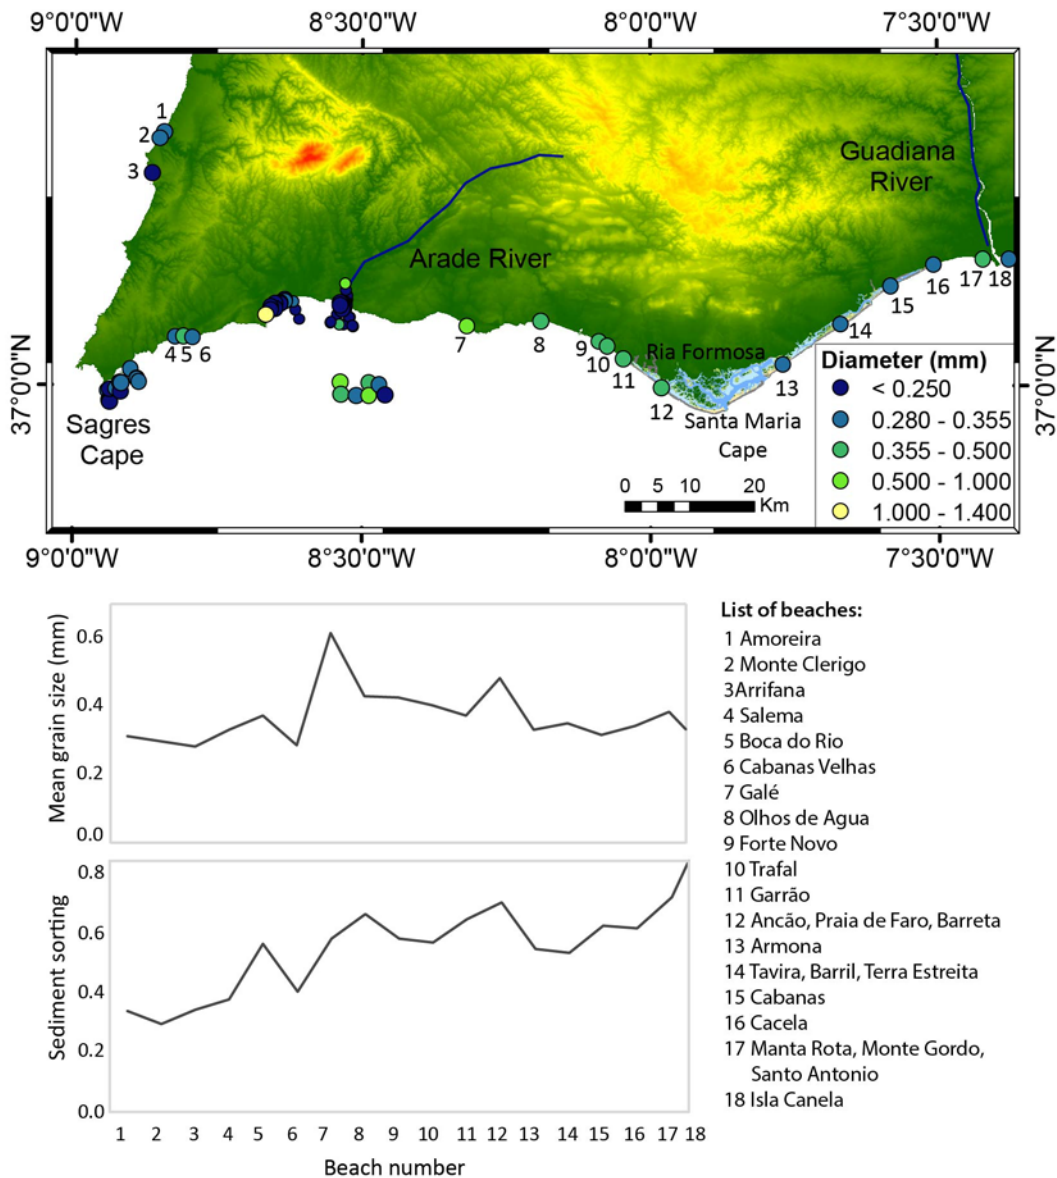 9°0'0"W 8°30'0"W 8°0'0"W 7°30'0"W
1
2
3
Guadiana
River
Arade River
17 18
16
15
14
4 5 6
7
8
9
10
11
Ria Formosa
13
12
37°0'0"N
37°0'0"N
Sagres
Cape
Santa Maria
Cape
Diameter (mm)
< 0.250
0.280 - 0.355
0.355 - 0.500
0.500 - 1.000
1.000 - 1.400
0 5 10 20
Km
9°0'0"W 8°30'0"W 8°0'0"W 7°30'0"W
Mean grain size (mm)
0.6
0.4
0.2
0.0
Sediment sorting
0.8
0.6
0.4
0.2
0.0
1 2 3 4 5 6 7 8 9 10 11 12 13 14 15 16 17 18
Beach number
List of beaches:
1 Amoreira
2 Monte Clerigo
3Arrifana
4 Salema
5 Boca do Rio
6 Cabanas Velhas
7 Galé
8 Olhos de Agua
9 Forte Novo
10 Trafal
11 Garrão
12 Ancão, Praia de Faro, Barreta
13 Armona
14 Tavira, Barril, Terra Estreita
15 Cabanas
16 Cacela
17 Manta Rota, Monte Gordo,
Santo Antonio
18 Isla Canela